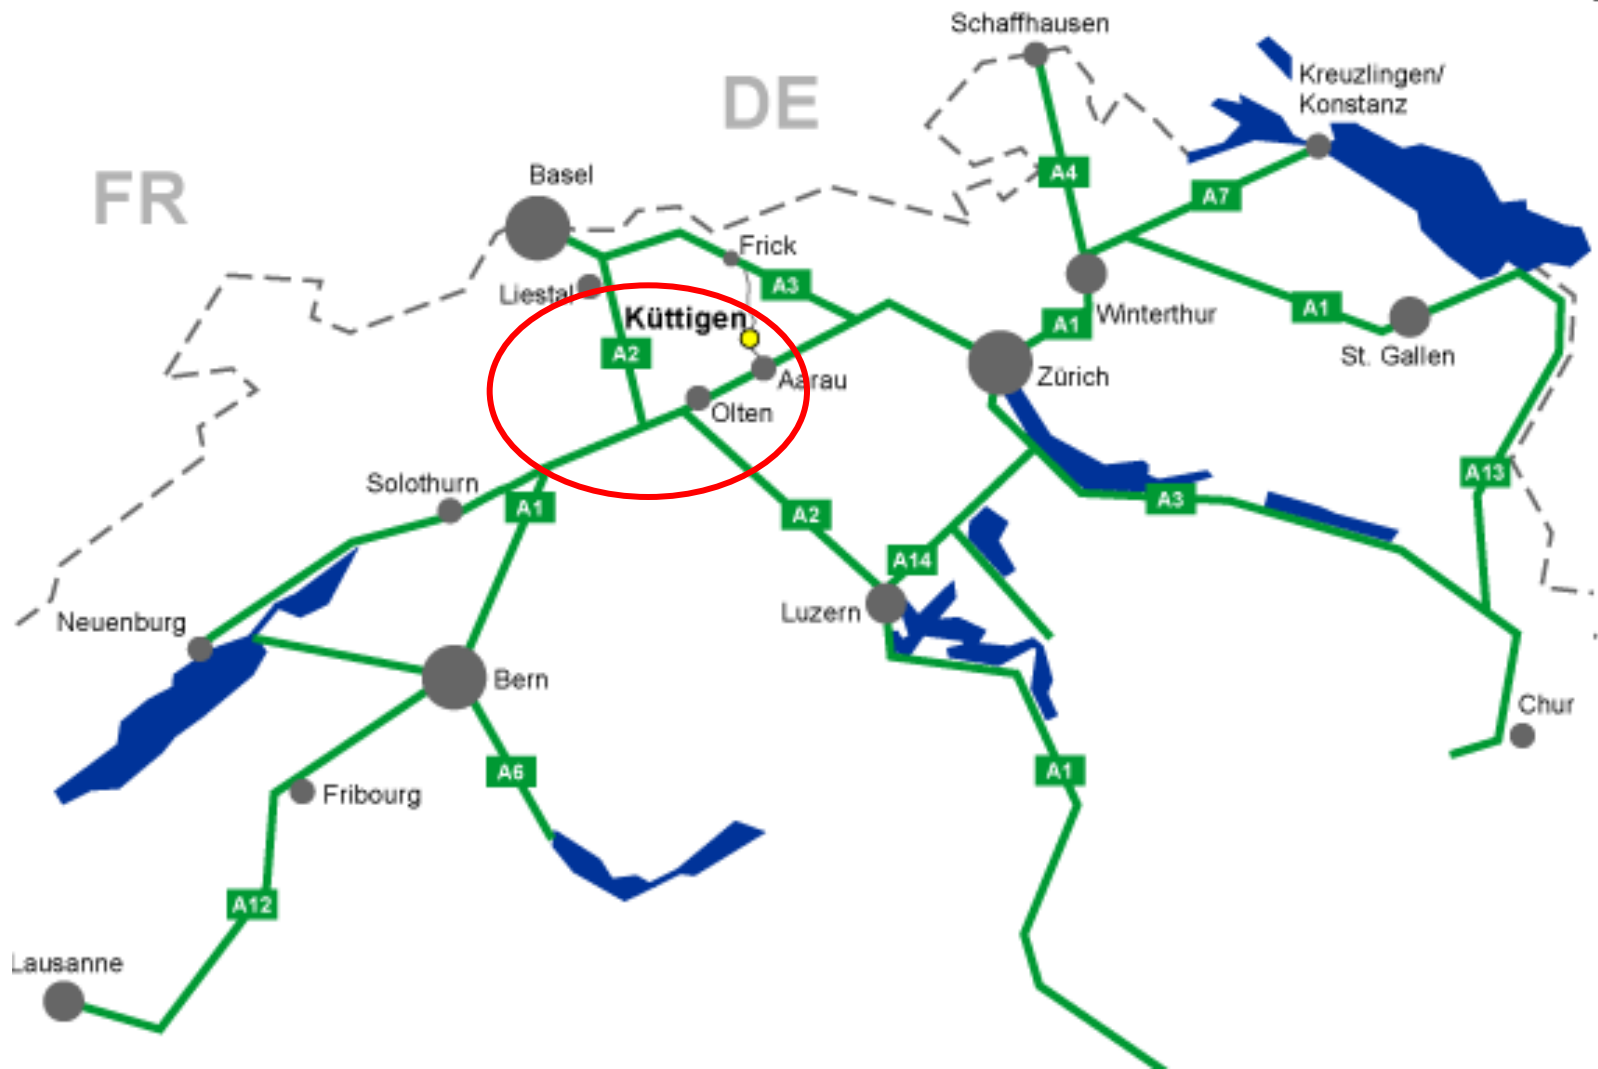 Schaffhausen
Kreuzlingen/
Konstanz
DE
FR
Basel
A4
A7
Frick
Liestal
A3
Küttigen
A1
Winterthur
A1
St. Gallen
A2
Aarau
Zürich
Olten
Solothurn
A13
A1
A2
A3
A14
Luzern
Neuenburg
Bern
Chur
A6
A1
Fribourg
A12
Lausanne